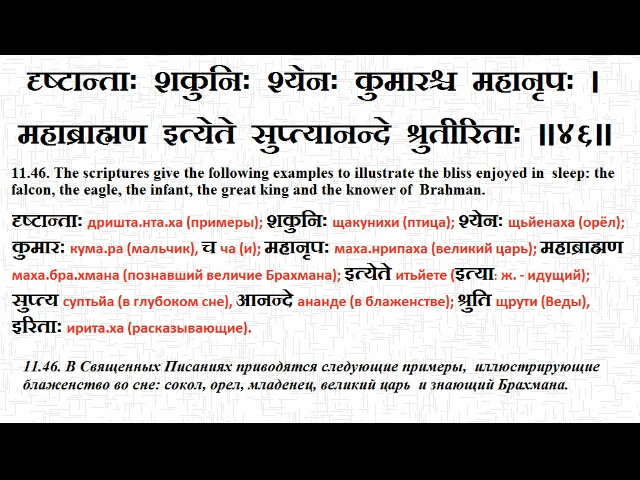 दृष्टान्ताः शकुनिः श्येनः कुमारश्च महानृपः ।
महाब्राह्मण इत्येते सुप्त्यानन्दे श्रुतीरिताः ॥४६॥
11.46. The scriptures give the following examples to illustrate the bliss enjoyed in sleep: the
falcon, the eagle, the infant, the great king and the knower of Brahman.
दृष्टान्ताः дришта.нта.ха (примеры); शकुनिः щакунихи (птица); श्येनः щьйенаха (орёл);
कुमारः кума.ра (мальчик), च ча (и); महानृपः маха.нрипаха (великий царь); महाब्राह्मण
маха.бра.хмана (познавший величие Брахмана); इत्येते итьйете (इत्याः ж. - идущий);
सुप्त्य суптьйа (в глубоком сне), आनन्दे ананде (в блаженстве); श्रुति щрути (Веды),
इरिताः ирита.ха (рассказывающие).
11.46. В Священных Писаниях приводятся следующие примеры, иллюстрирующие
блаженство во сне: сокол, орел, младенец, великий царь и знающий Брахмана.